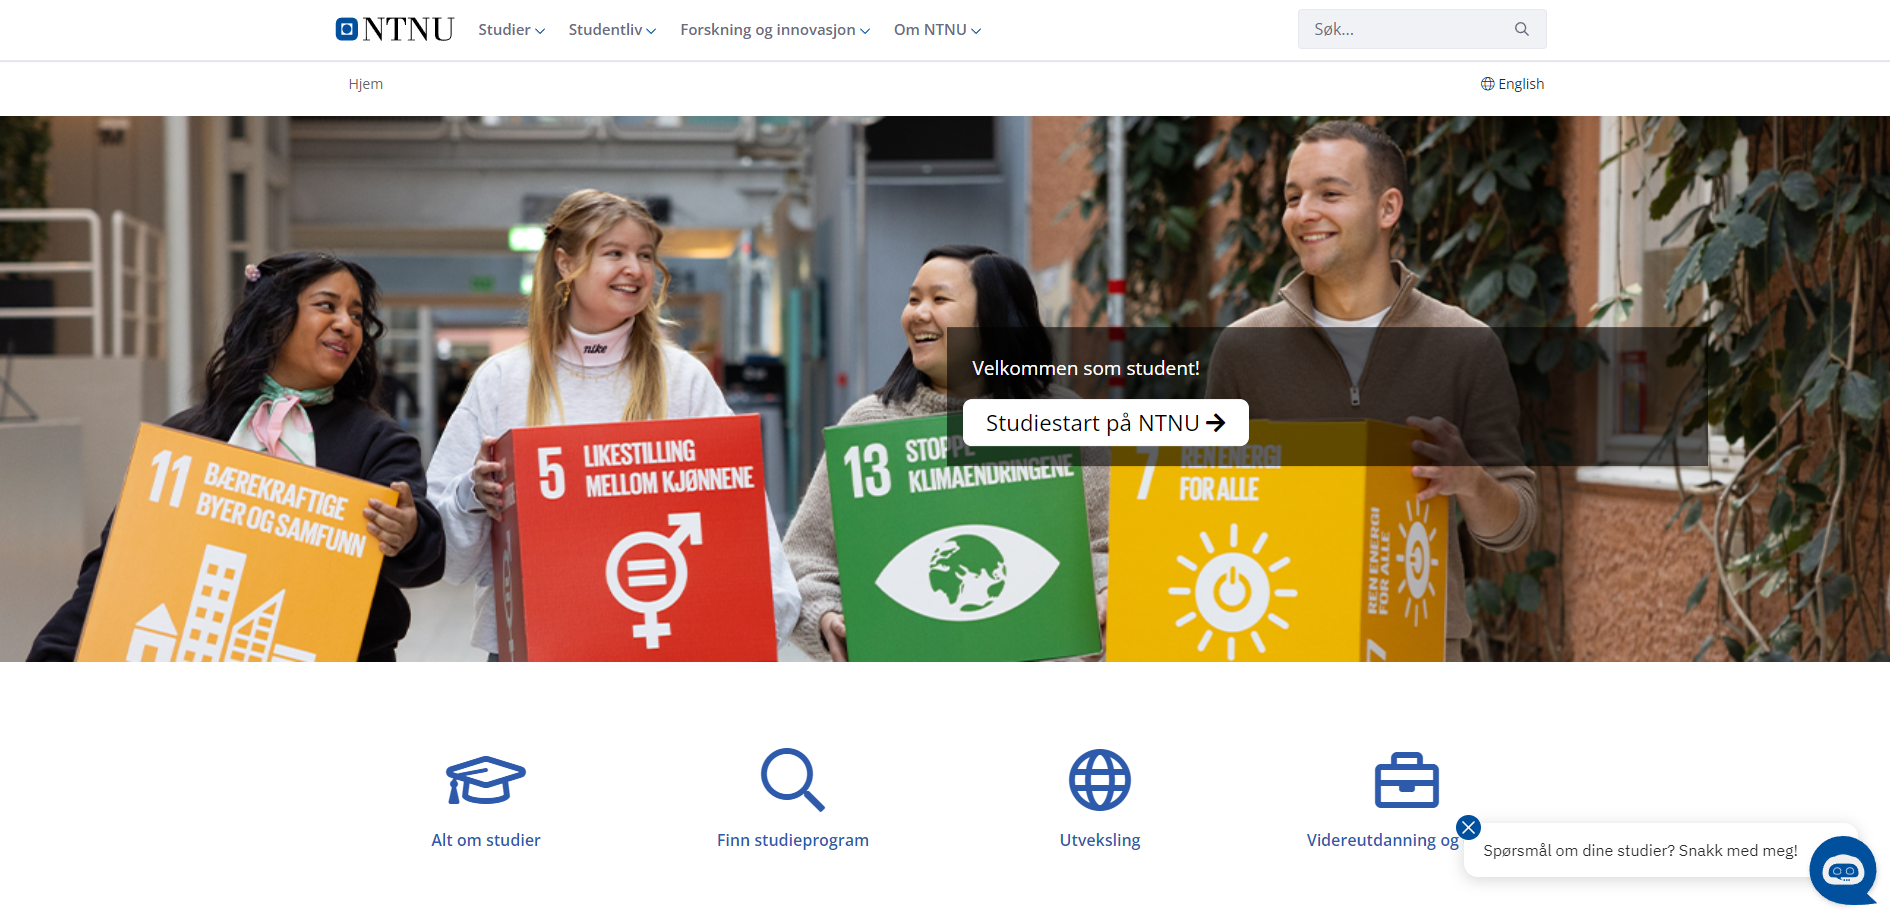 NTNU
Studier
Studentliv
Forskning og innovasjon
Om NTNU
Søk...
Hjem
English
nike
Velkommen som student!
Studiestart på NTNU
11 BÆREKRAFTIGE
BYER OG SAMFUNN
5 LIKESTILLING
MELLOM KJØNNENE
13 STOPPE
KLIMAENDRINGENE
7 REN ENERGI
FOR ALLE
REN ENERGI
FOR ALLE
7
Alt om studier
Finn studieprogram
Utveksling
Videreutdanning og
Spørsmål om dine studier? Snakk med meg!